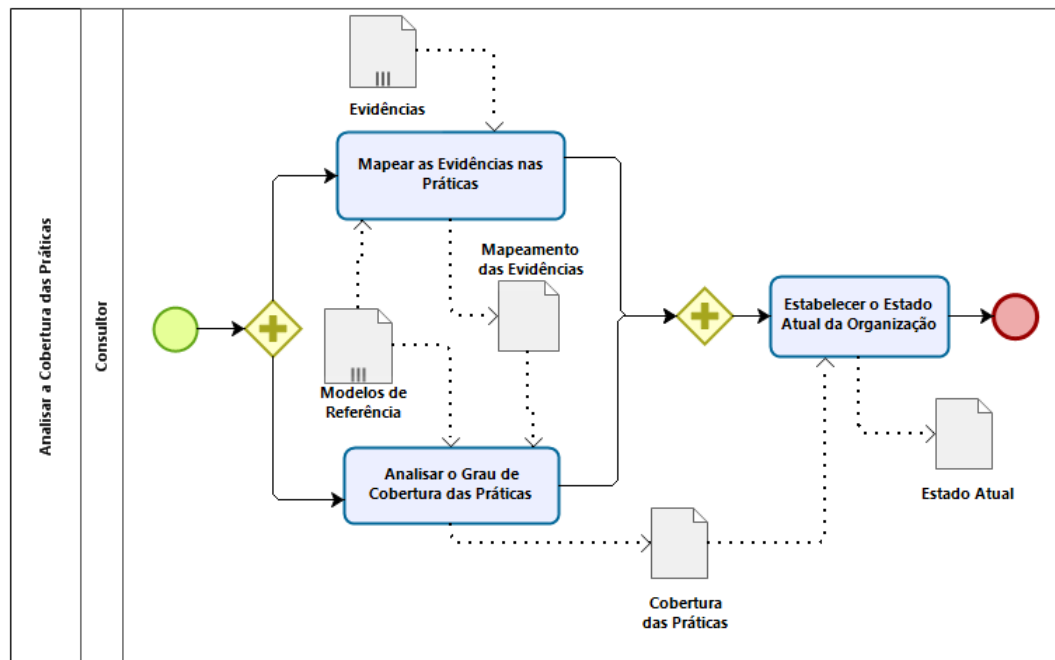 Analisar a Cobertura das Práticas
Consultor
Evidências
Mapear as Evidências nas
Práticas
Mapeamento
das Evidências
Modelos de
Referência
Analisar o Grau de
Cobertura das Práticas
Cobertura
das Práticas
Estabelecer o Estado
Atual da Organização
Estado Atual